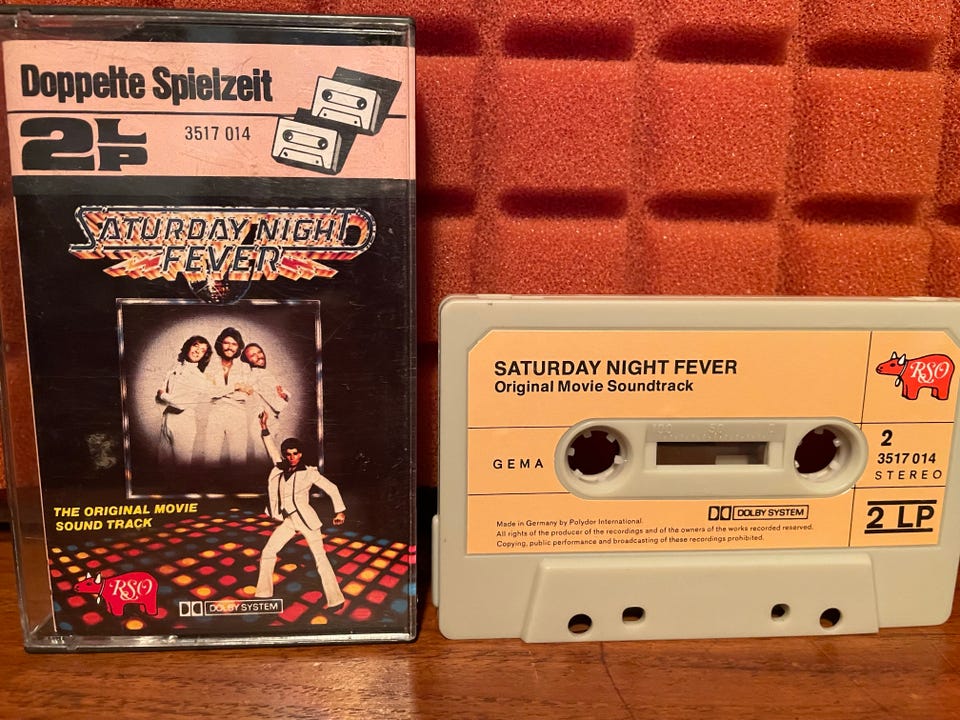 Doppelte Spielzeit
2LP
3517 014
SATURDAY NIGHT
FEVER
THE ORIGINAL MOVIE
SOUND TRACK
RSO
DOLBY SYSTEM
SATURDAY NIGHT FEVER
Original Movie Soundtrack
RSO
100 50
GEMA
2
3517 014
STEREO
DOLBY SYSTEM
Made in Germany by Polydor International.
All rights of the producer of the recordings and of the owners of the works recorded reserved.
Copying, public performance and broadcasting of these recordings prohibited.
2 LP